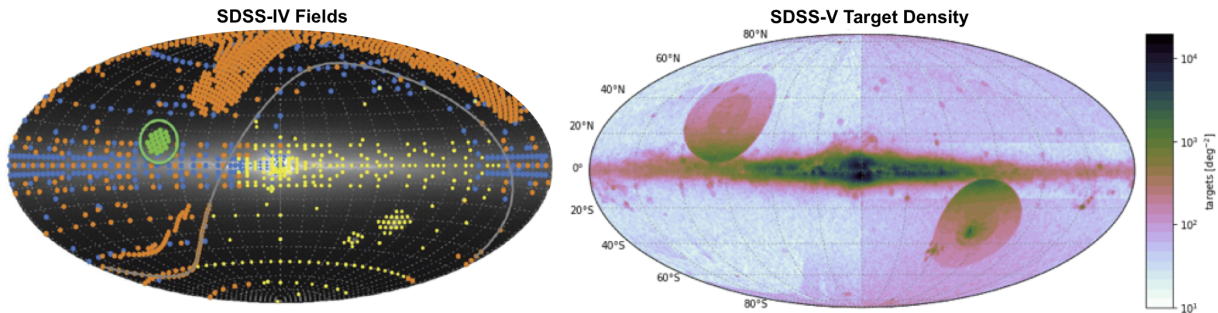 SDSS-IV Fields
SDSS-V Target Density
80°N
60°N
40°N
20°N
0°
20°S
40°S
60°S
80°S
10⁴
10³
10²
10¹
targets [deg⁻²]